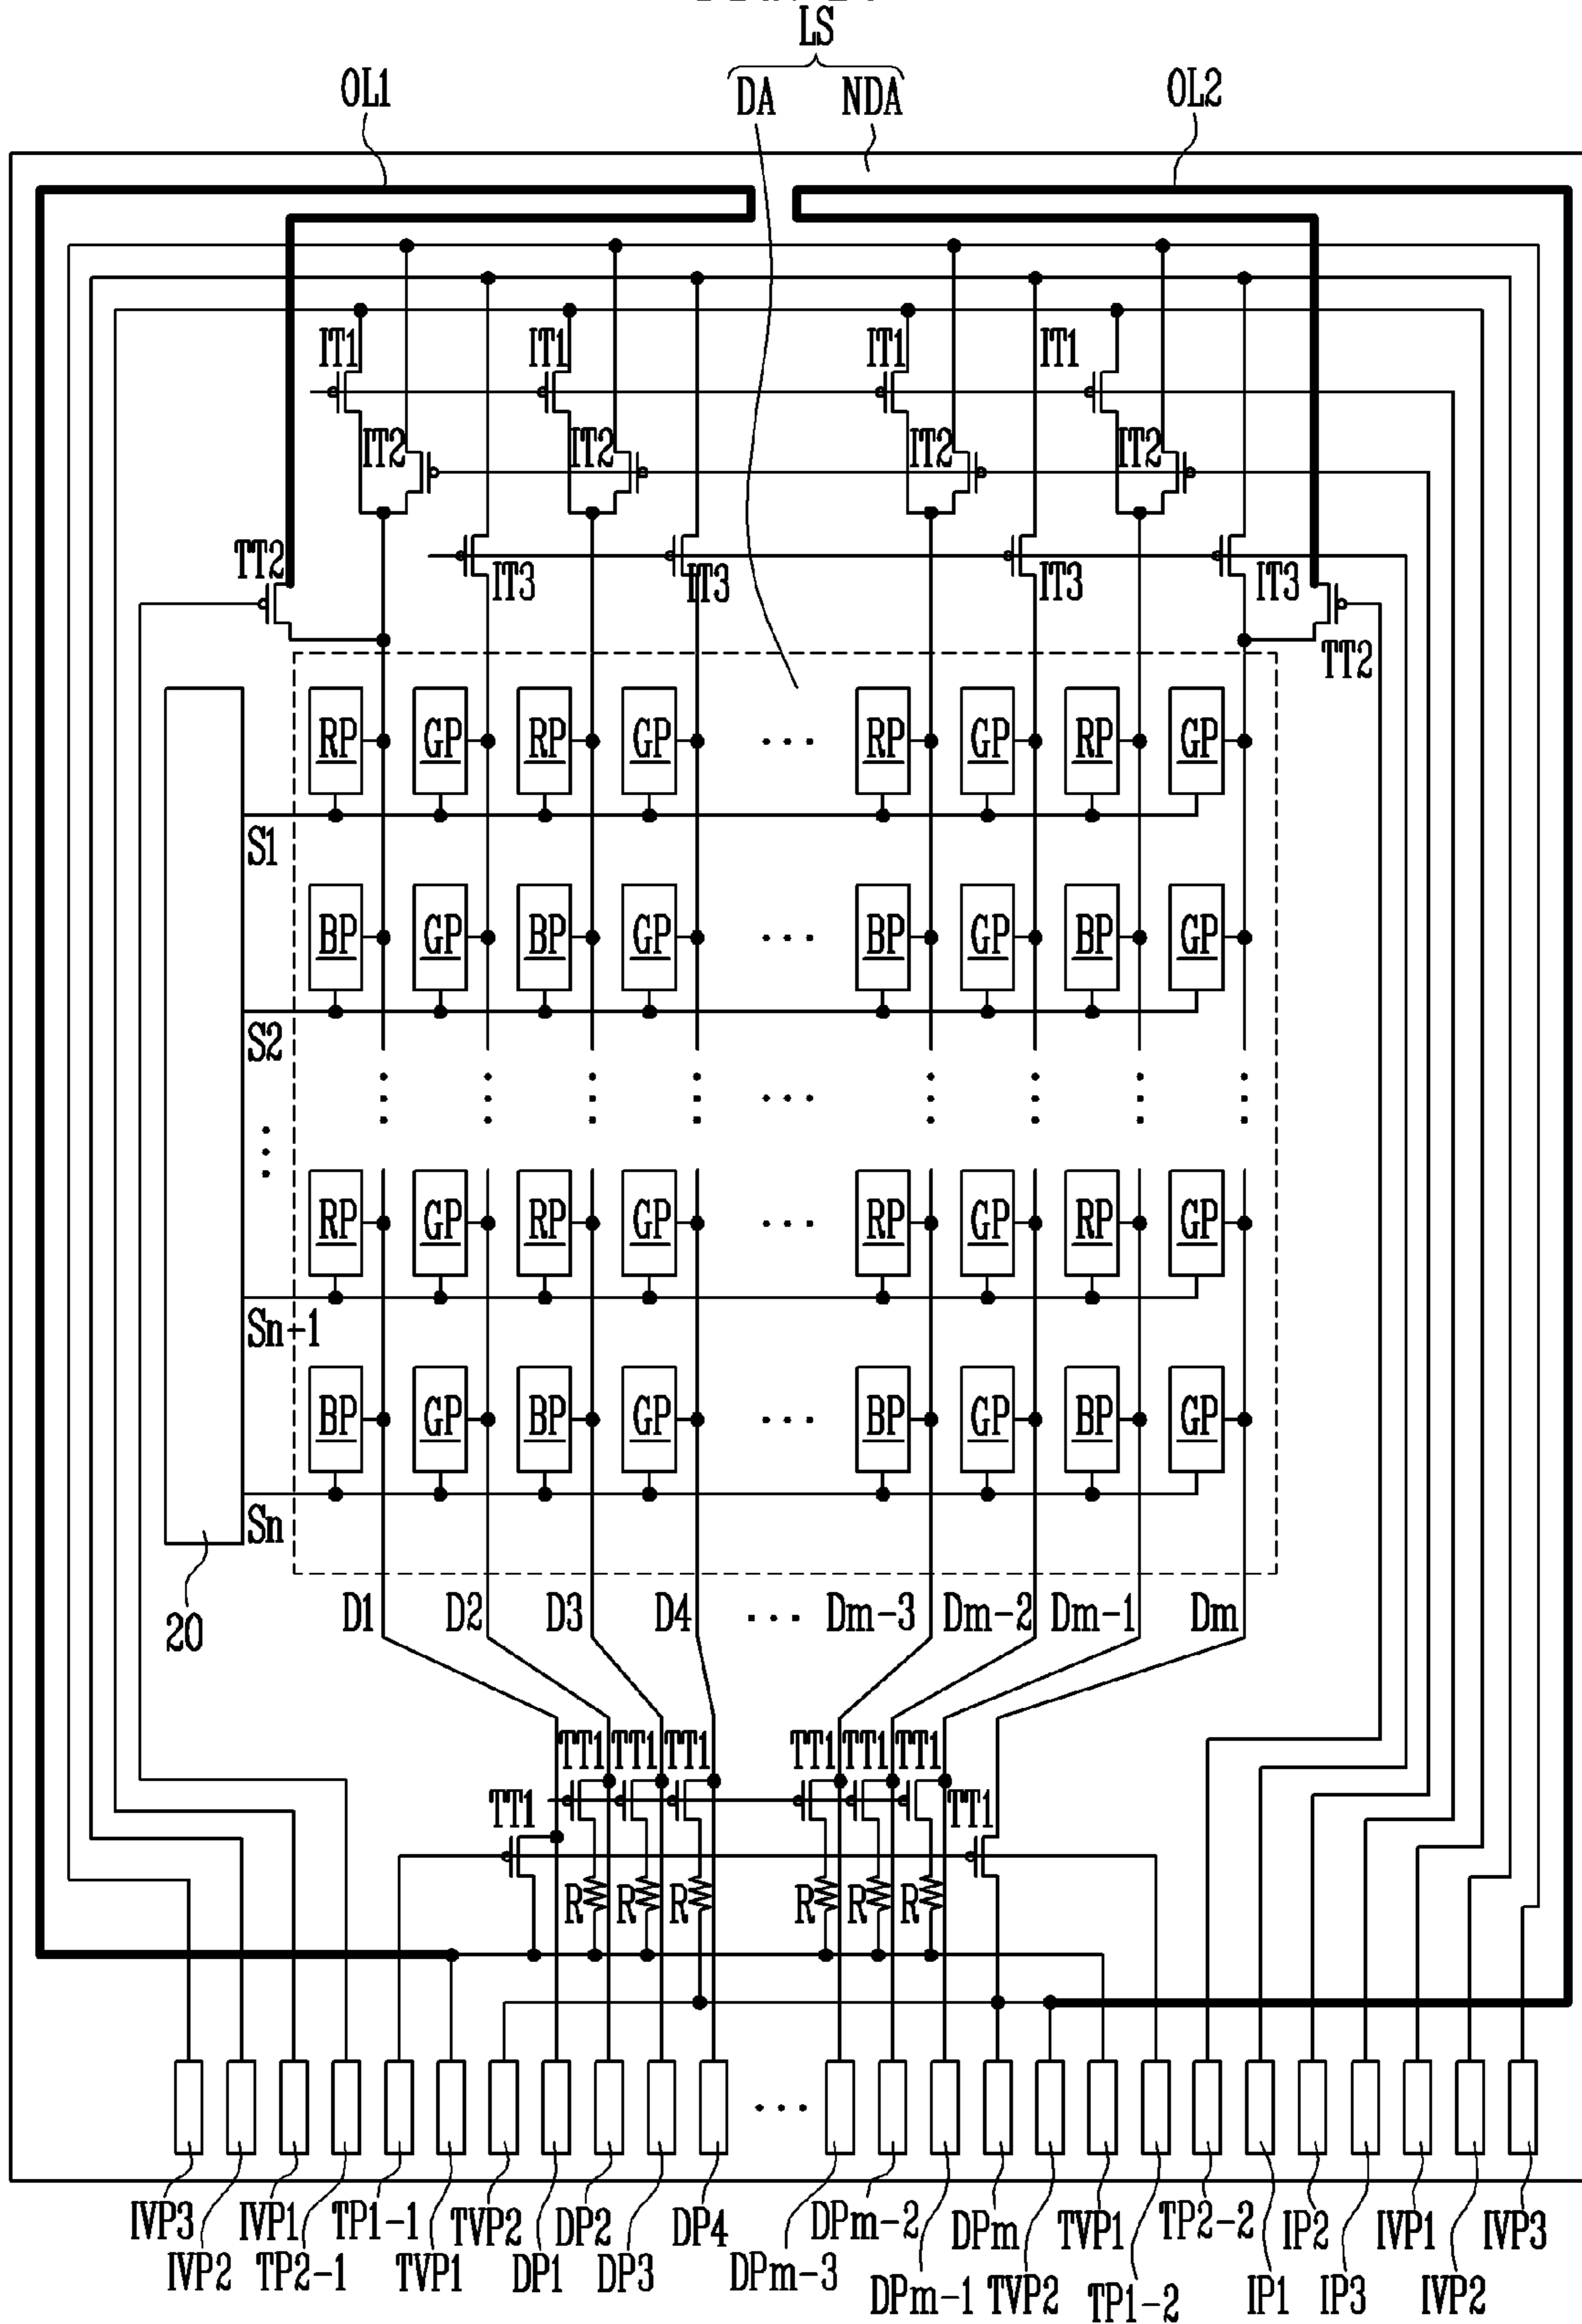 LS
DA NDA
OL1 OL2
IT1 IT1 IT1 IT1
IT2 IT2 IT2 IT2
TT2 IT3 IT3 IT3 IT3
TT2
RP GP RP GP ... RP GP RP GP
S1
BP GP BP GP ... BP GP BP GP
S2
...
RP GP RP GP ... RP GP RP GP
Sn-1
BP GP BP GP ... BP GP BP GP
Sn
20
D1 D2 D3 D4 ... Dm-3 Dm-2 Dm-1 Dm
TT1 TT1 TT1 TT1 TT1 TT1
TT1 TT1
R R R R R R
...
IVP3 IVP1 TP1-1 TVP2 DP2 DP4 DPm-2 DPm TVP1 TP2-2 IP2 IVP1 IVP3
IVP2 TP2-1 TVP1 DP1 DP3 DPm-3 DPm-1 TVP2 TP1-2 IP1 IP3 IVP2